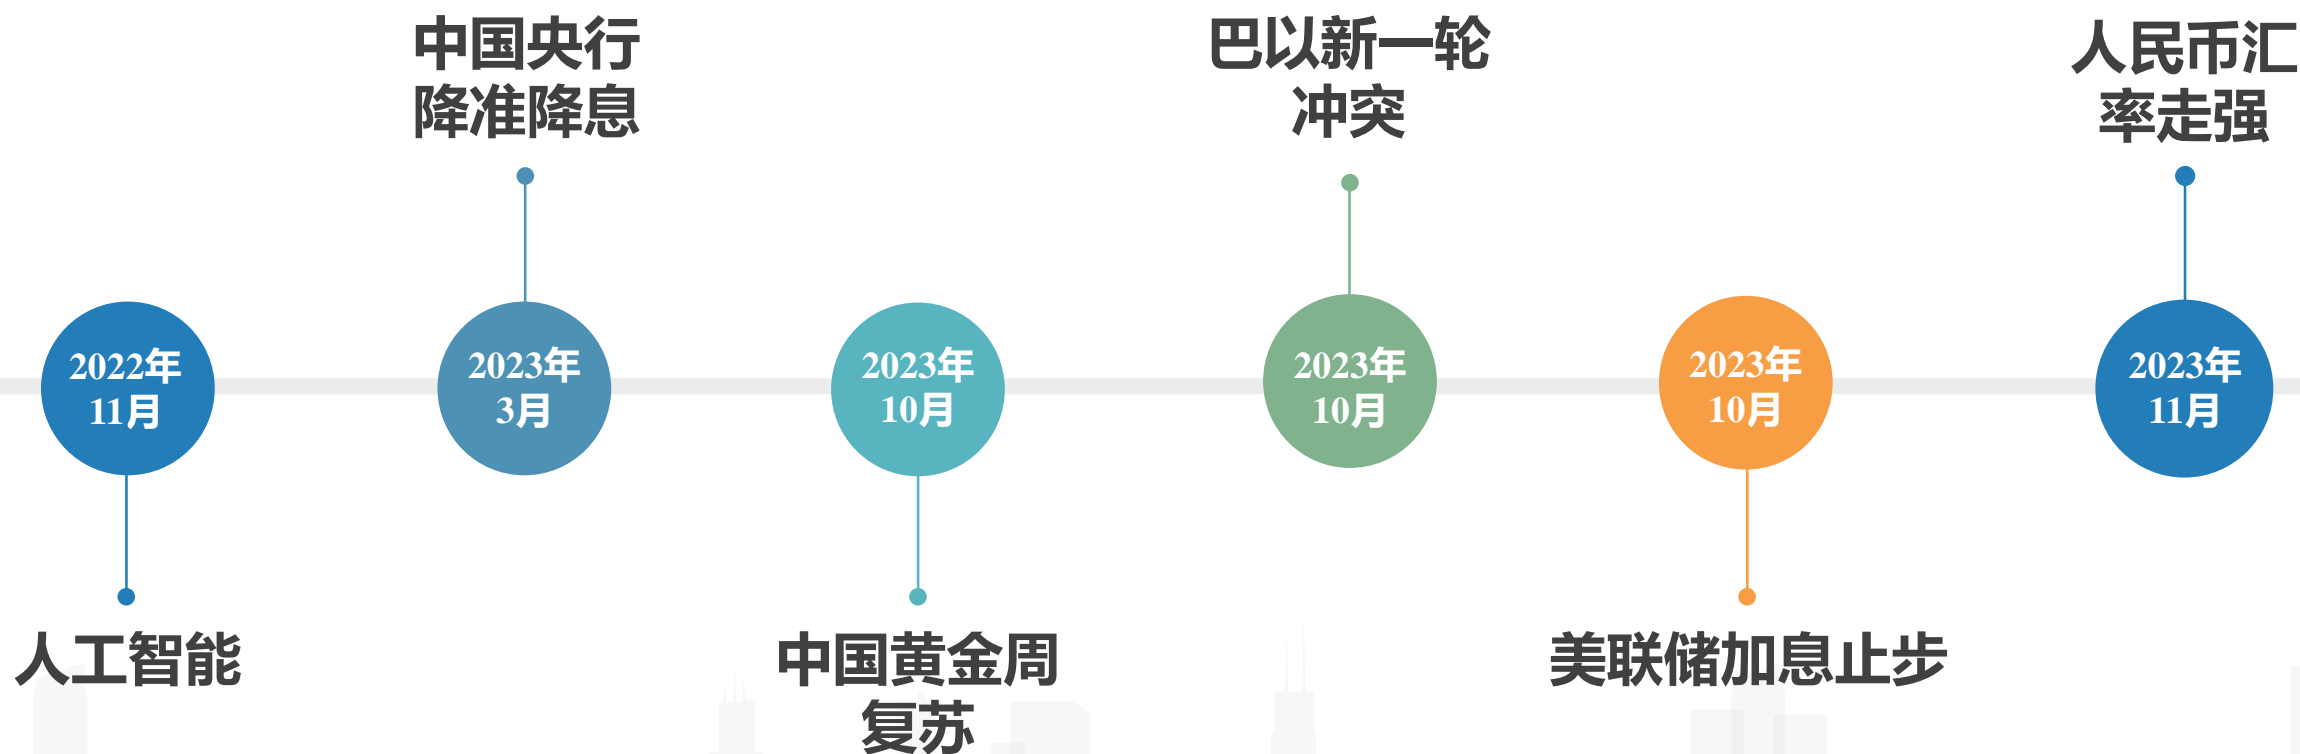 中国央行
降准降息
巴以新一轮
冲突
人民币汇
率走强
2022年
11月
2023年
3月
2023年
10月
2023年
10月
2023年
10月
2023年
11月
人工智能
中国黄金周
复苏
美联储加息止步